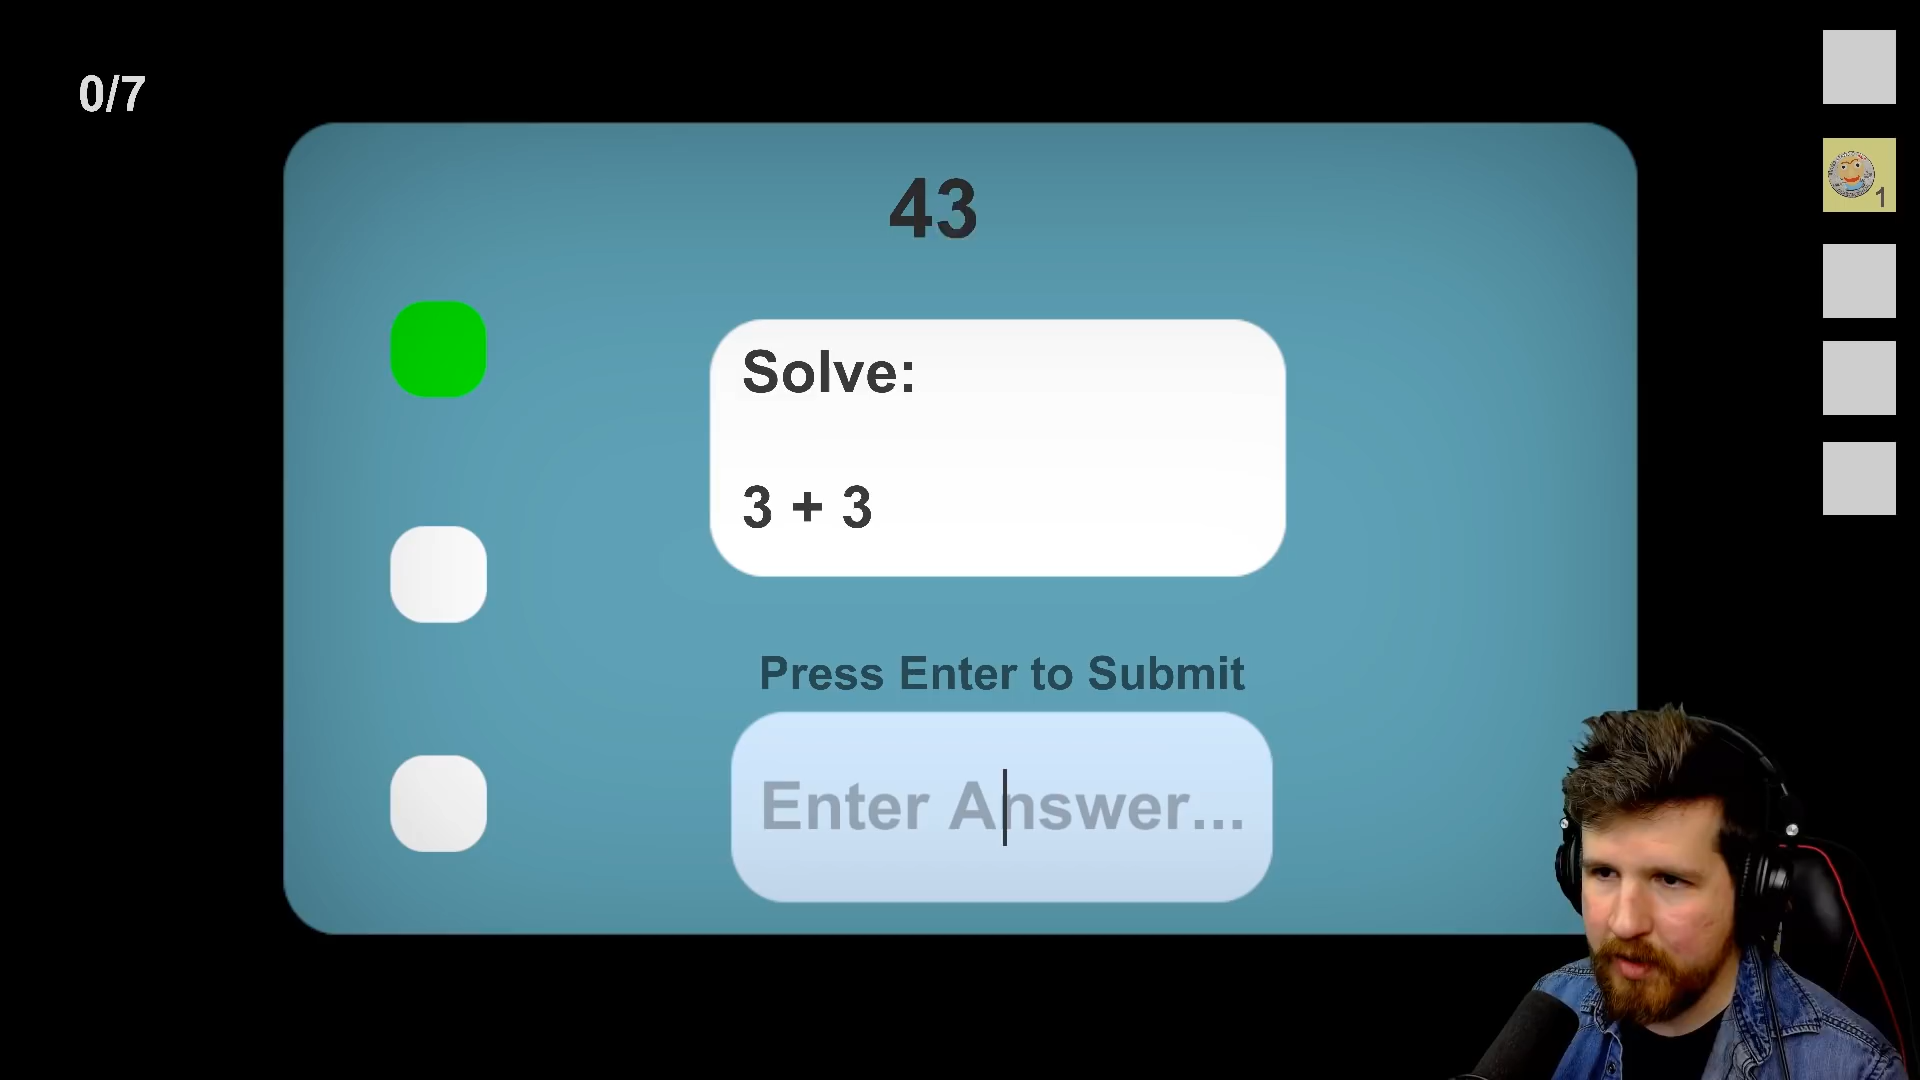 0/7
43
Solve:
3 + 3
Press Enter to Submit
Enter Answer...
1